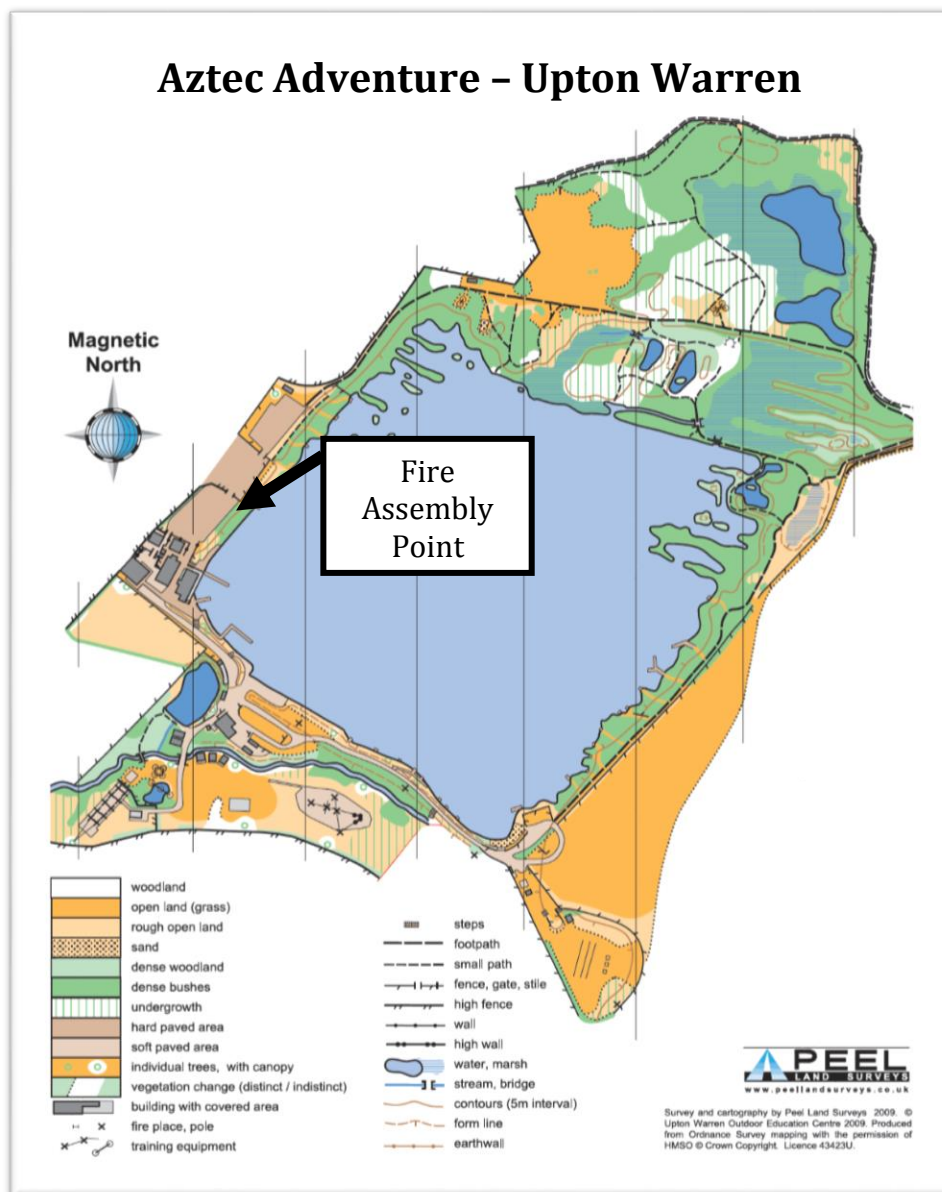 Aztec Adventure – Upton Warren
Magnetic
North
Fire
Assembly
Point
woodland
open land (grass)
rough open land
sand
dense woodland
dense bushes
undergrowth
hard paved area
soft paved area
individual trees, with canopy
vegetation change (distinct / indistinct)
building with covered area
fire place, pole
training equipment
steps
footpath
small path
fence, gate, stile
high fence
wall
high wall
water, marsh
stream, bridge
contours (5m interval)
form line
earthwall
PEEL
LAND SURVEYS
www.peellandsurveys.co.uk
Survey and cartography by Peel Land Surveys 2009. ©
Upton Warren Outdoor Education Centre 2009. Produced
from Ordnance Survey mapping with the permission of
HMSO © Crown Copyright. Licence 43423U.